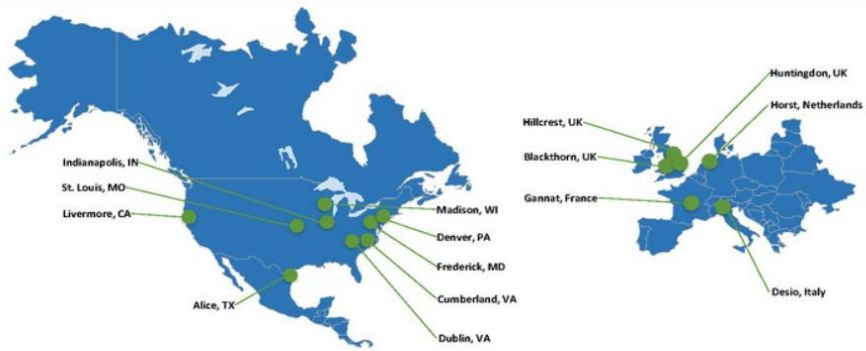 Indianapolis, IN
St. Louis, MO
Livermore, CA
Alice, TX
Madison, WI
Denver, PA
Frederick, MD
Cumberland, VA
Dublin, VA
Huntingdon, UK
Horst, Netherlands
Hillcrest, UK
Blackthorn, UK
Gannat, France
Desio, Italy